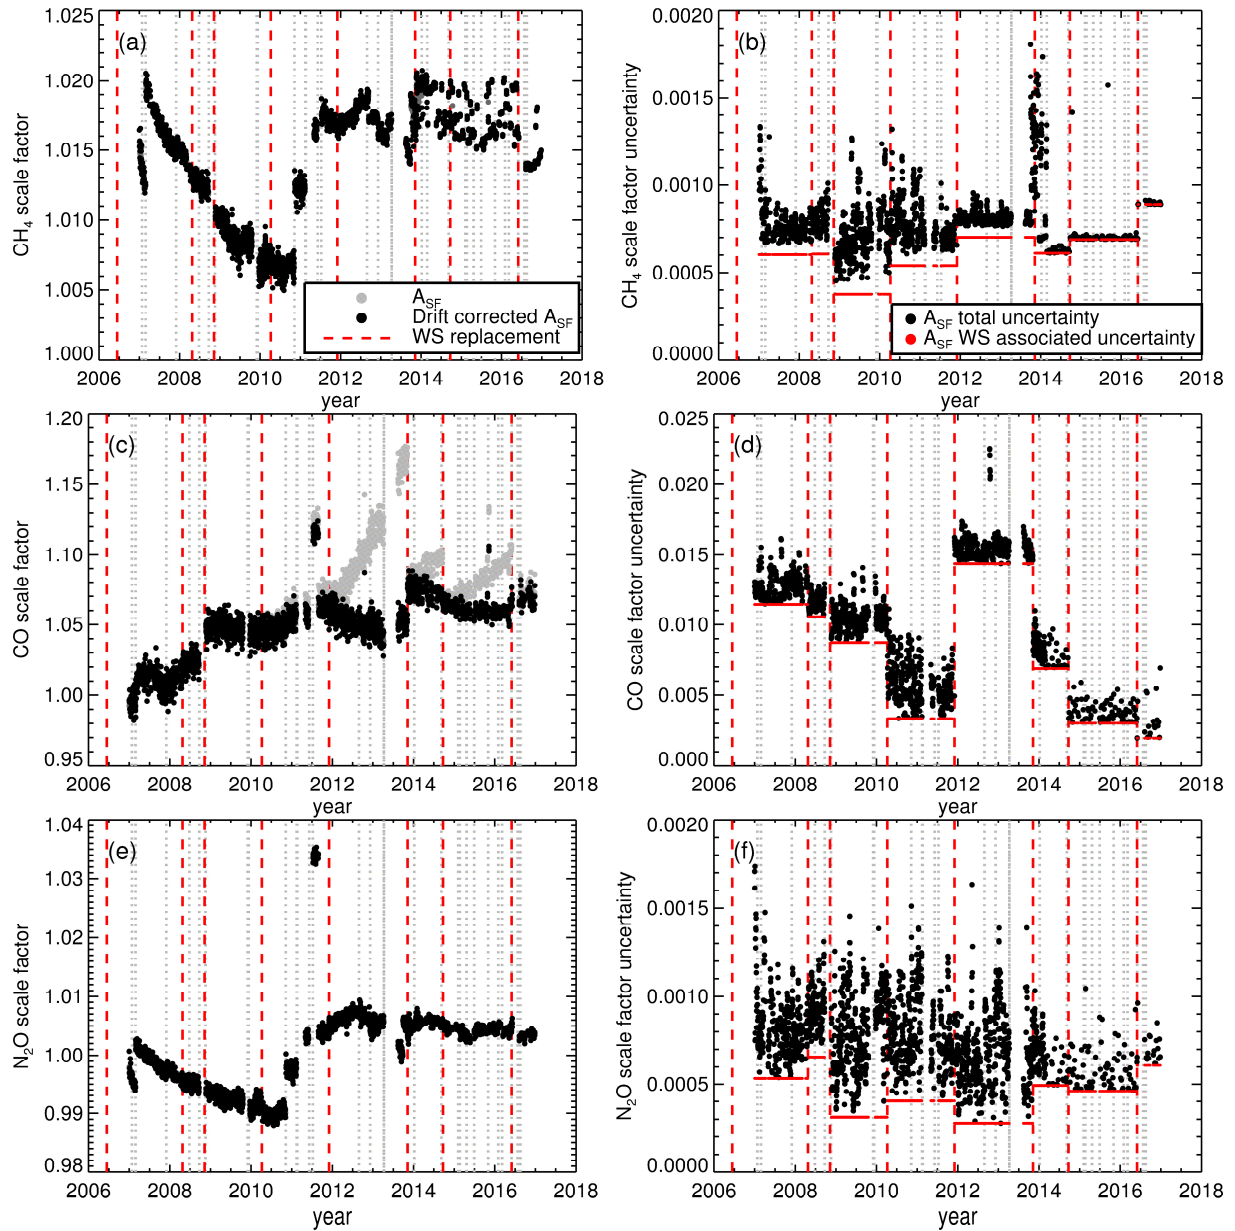 (a)
CH₄ scale factor
1.025
1.020
1.015
1.010
1.005
1.000
A_SF
Drift corrected A_SF
WS replacement
2006 2008 2010 2012 2014 2016 2018
year
(b)
CH₄ scale factor uncertainty
0.0020
0.0015
0.0010
0.0005
0.0000
A_SF total uncertainty
A_SF WS associated uncertainty
2006 2008 2010 2012 2014 2016 2018
year
(c)
CO scale factor
1.20
1.15
1.10
1.05
1.00
0.95
2006 2008 2010 2012 2014 2016 2018
year
(d)
CO scale factor uncertainty
0.025
0.020
0.015
0.010
0.005
0.000
2006 2008 2010 2012 2014 2016 2018
year
(e)
N₂O scale factor
1.04
1.03
1.02
1.01
1.00
0.99
0.98
2006 2008 2010 2012 2014 2016 2018
year
(f)
N₂O scale factor uncertainty
0.0020
0.0015
0.0010
0.0005
0.0000
2006 2008 2010 2012 2014 2016 2018
year